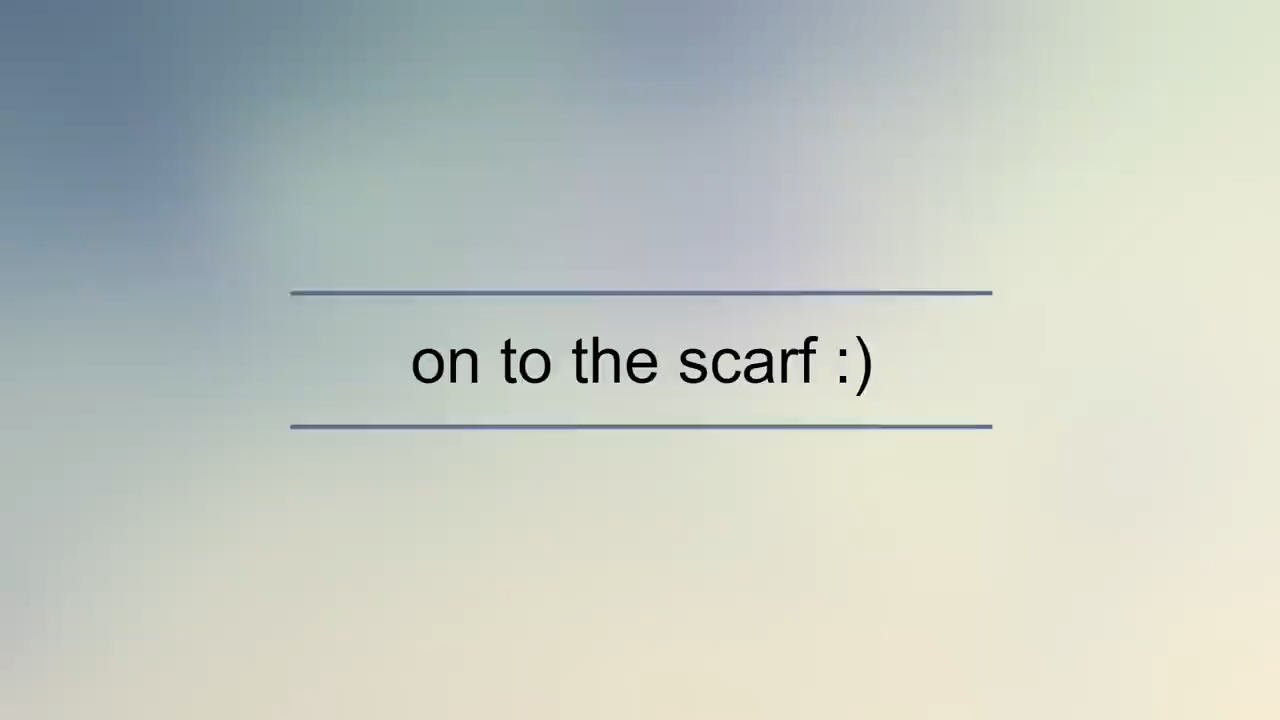 on to the scarf :)